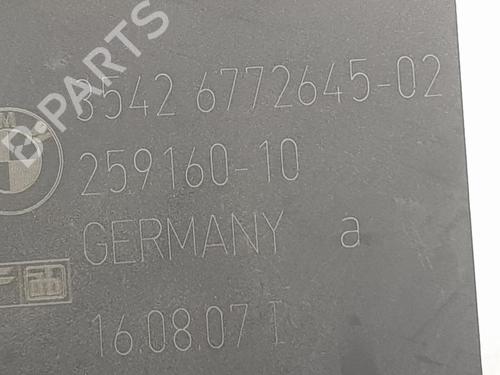 B-PARTS
3542 6772645-02
259160-10
GERMANY a
16.08.07 I